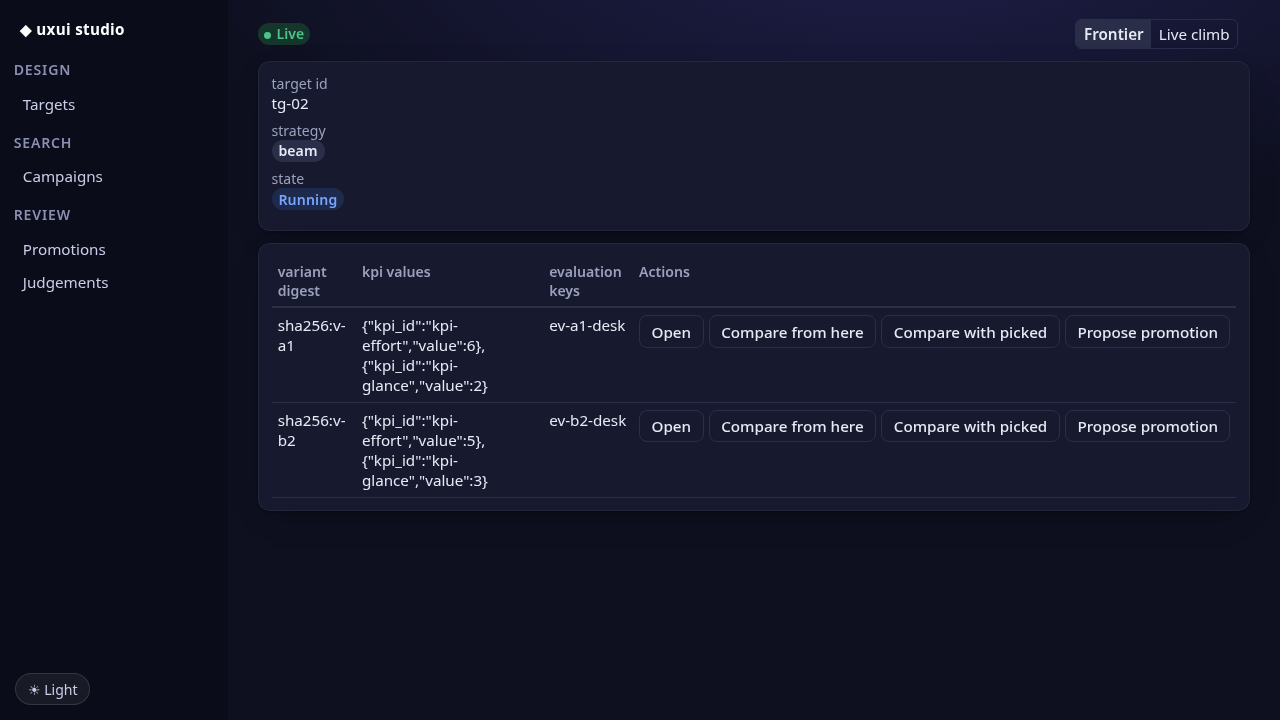 ◆ uxui studio
DESIGN
Targets
SEARCH
Campaigns
REVIEW
Promotions
Judgements
☀ Light
Live
Frontier
Live climb
target id
tg-02
strategy
beam
state
Running
variant digest
kpi values
evaluation keys
Actions
sha256:v-
a1
{"kpi_id":"kpi-
effort","value":6},
{"kpi_id":"kpi-
glance","value":2}
ev-a1-desk
Open
Compare from here
Compare with picked
Propose promotion
sha256:v-
b2
{"kpi_id":"kpi-
effort","value":5},
{"kpi_id":"kpi-
glance","value":3}
ev-b2-desk
Open
Compare from here
Compare with picked
Propose promotion